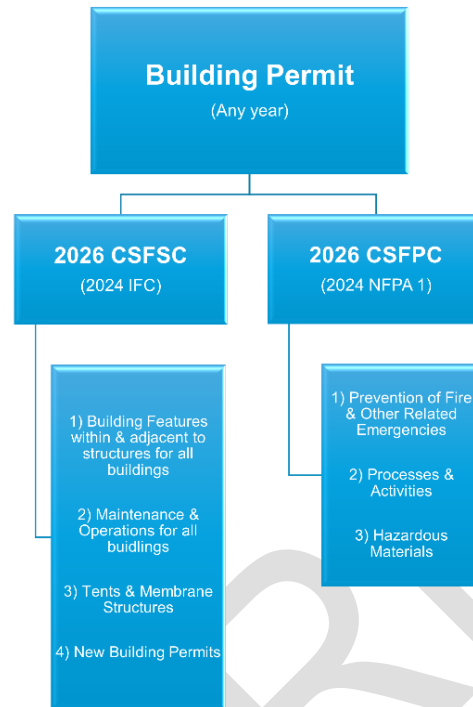 Building Permit
(Any year)
2026 CSFSC
(2024 IFC)
2026 CSFPC
(2024 NFPA 1)
1) Building Features
within & adjacent to
structures for all
buildings
2) Maintenance &
Operations for all
buidlings
3) Tents & Membrane
Structures
4) New Building Permits
1) Prevention of Fire
& Other Related
Emergencies
2) Processes &
Activities
3) Hazardous
Materials